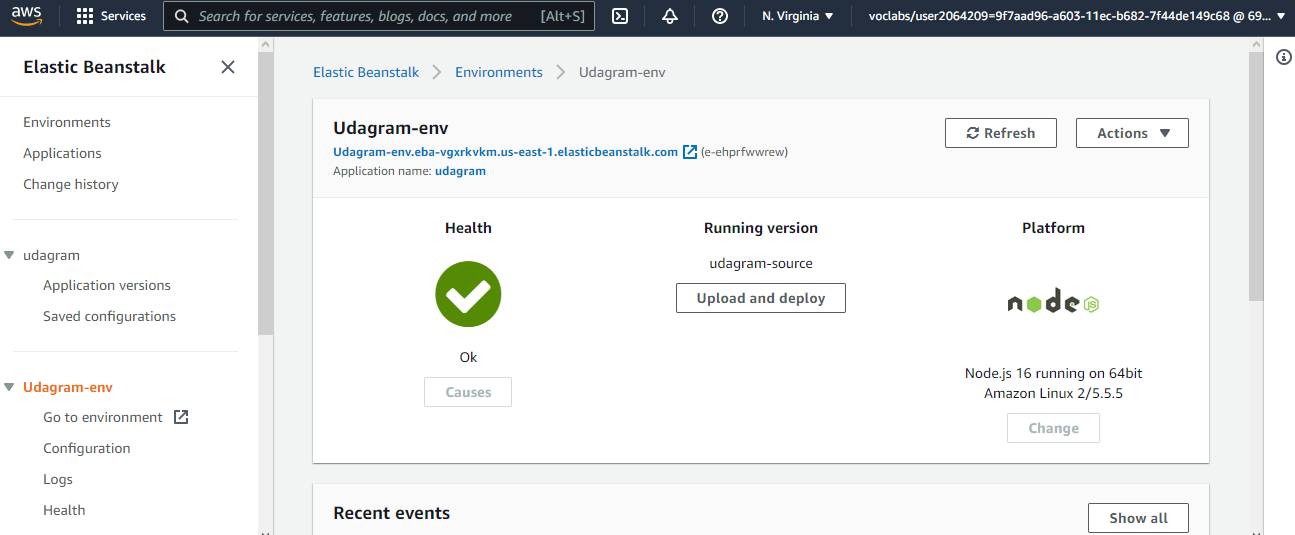 aws
Services
Search for services, features, blogs, docs, and more
[Alt+S]
N. Virginia
voclabs/user2064209=9f7aad96-a603-11ec-b682-7f44de149c68 @ 69...
Elastic Beanstalk
Environments
Applications
Change history
udagram
Application versions
Saved configurations
Udagram-env
Go to environment
Configuration
Logs
Health
Elastic Beanstalk
Environments
Udagram-env
Udagram-env
Udagram-env.eba-vgxrkvkm.us-east-1.elasticbeanstalk.com (e-ehprfwwrew)
Application name: udagram
Refresh
Actions
Health
Ok
Causes
Running version
udagram-source
Upload and deploy
Platform
node JS
Node.js 16 running on 64bit
Amazon Linux 2/5.5.5
Change
Recent events
Show all